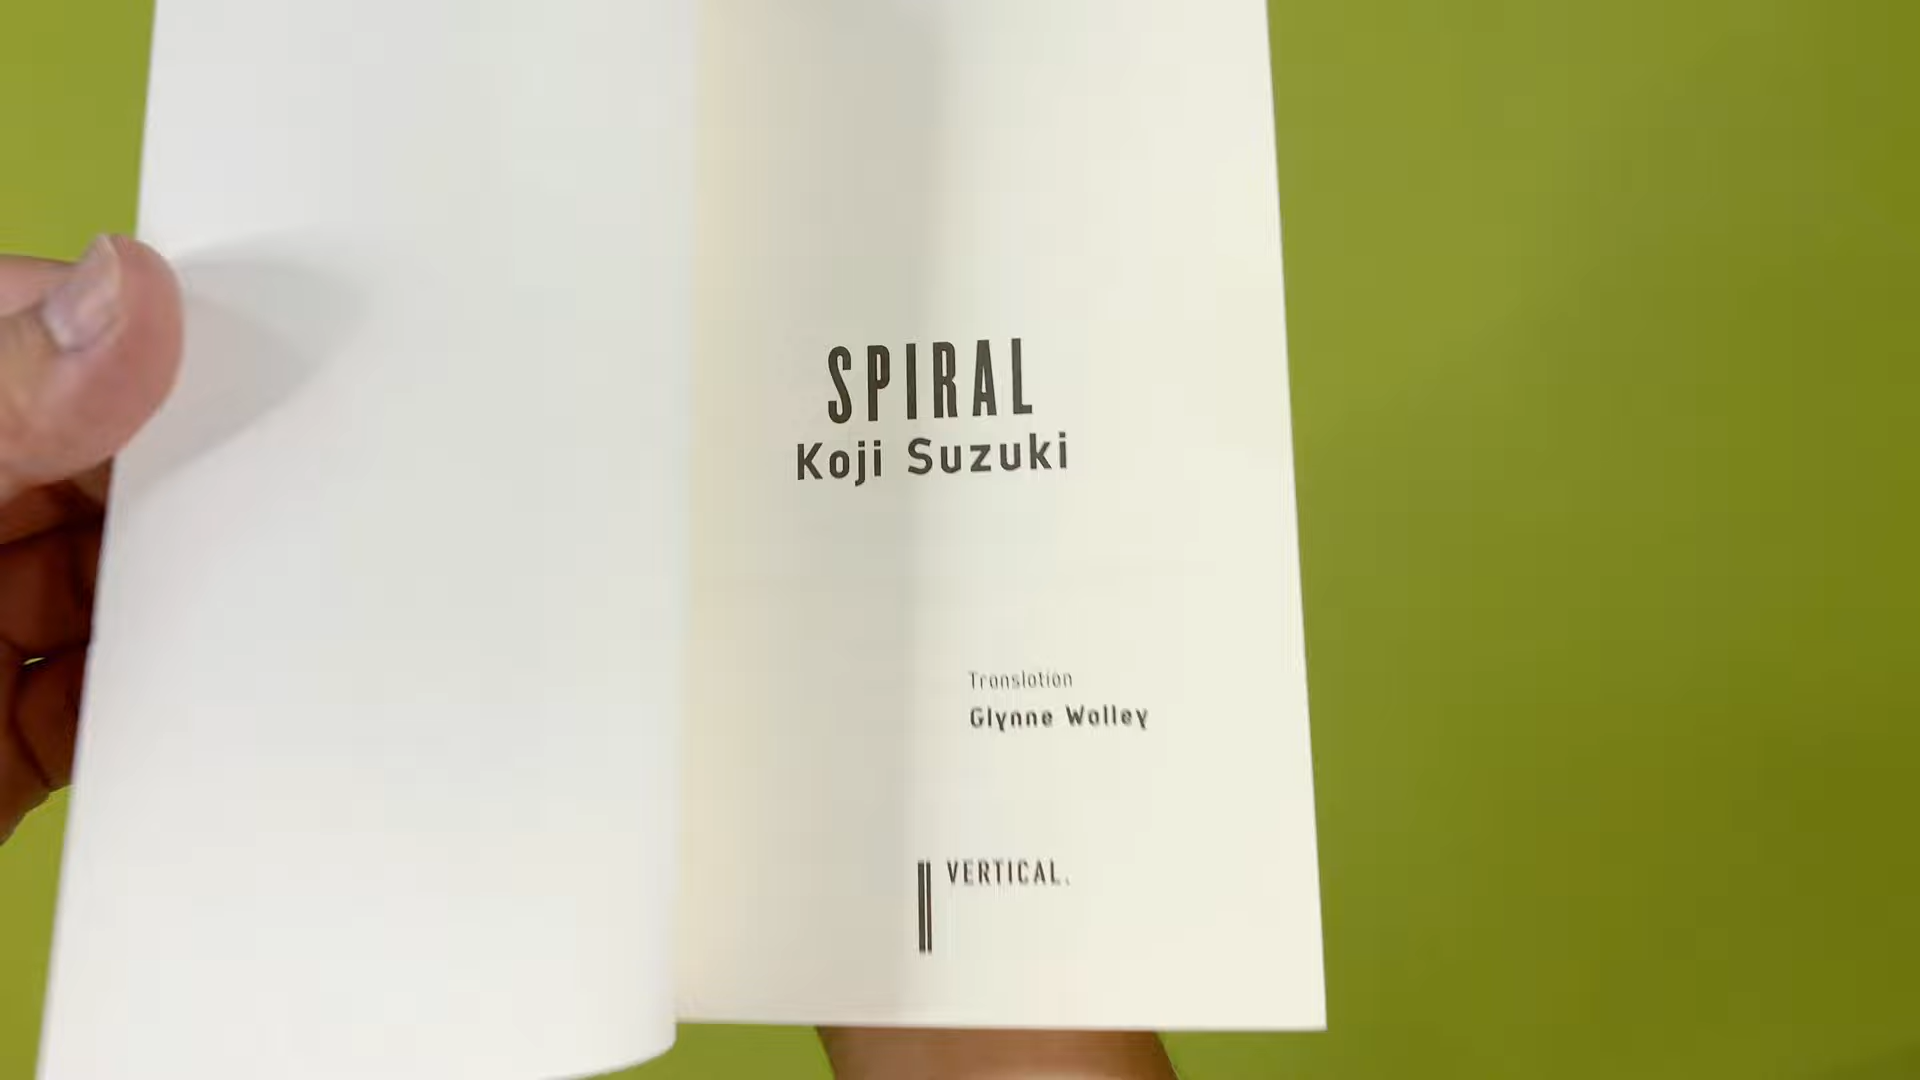 SPIRAL
Koji Suzuki
Translation
Glynne Walley
VERTICAL.